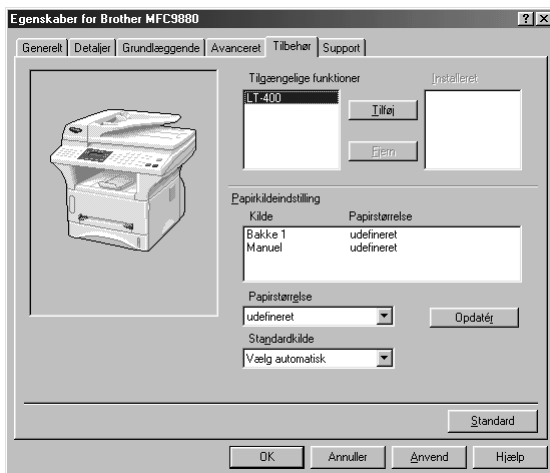 Egenskaber for Brother MFC9880
Generelt Detaljer Grundlæggende Avanceret Tilbehør Support
Tilgængelige funktioner Installeret
LT-400
Tilføj
Fjern
Papirkildeindstilling
Kilde Papirstørrelse
Bakke 1 udefineret
Manuel udefineret
Papirstørrelse
udefineret Opdatér
Standardkilde
Vælg automatisk
Standard
OK Annuller Anvend Hjælp